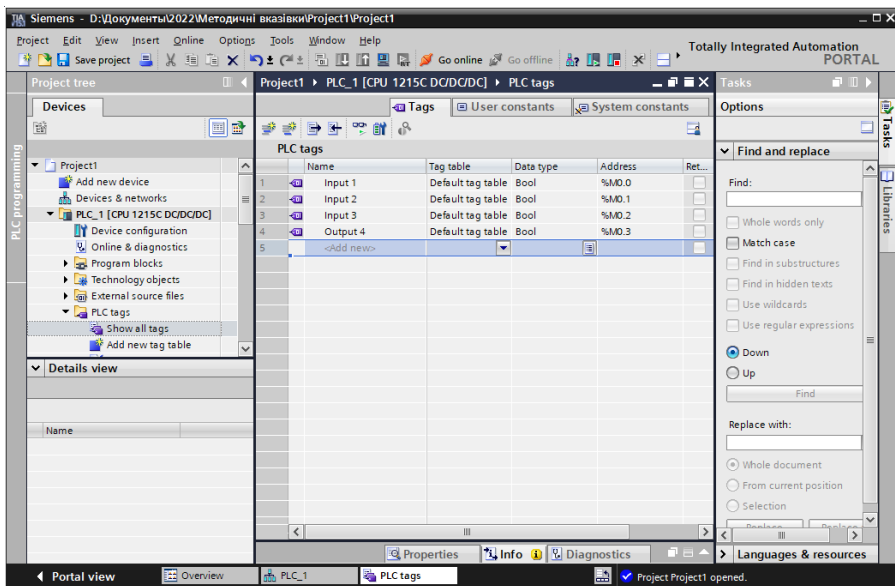 Siemens - D:\Документы\2022\Методичні вказівки\Project1\Project1
Project Edit View Insert Online Options Tools Window Help
Save project
Go online
Go offline
Totally Integrated Automation
PORTAL
Project tree
Devices
PLC programming
Project1
Add new device
Devices & networks
PLC_1 [CPU 1215C DC/DC/DC]
Device configuration
Online & diagnostics
Program blocks
Technology objects
External source files
PLC tags
Show all tags
Add new tag table
Details view
Name
Project1 PLC_1 [CPU 1215C DC/DC/DC] PLC tags
Tags User constants System constants
PLC tags
Name Tag table Data type Address Ret...
1 Input 1 Default tag table Bool %M0.0
2 Input 2 Default tag table Bool %M0.1
3 Input 3 Default tag table Bool %M0.2
4 Output 4 Default tag table Bool %M0.3
5 <Add new>
Properties Info Diagnostics
Tasks
Options
Find and replace
Find:
Whole words only
Match case
Find in substructures
Find in hidden texts
Use wildcards
Use regular expressions
Down
Up
Find
Replace with:
Whole document
From current position
Selection
Languages & resources
Tasks
Libraries
Portal view Overview PLC_1 PLC tags Project Project1 opened.